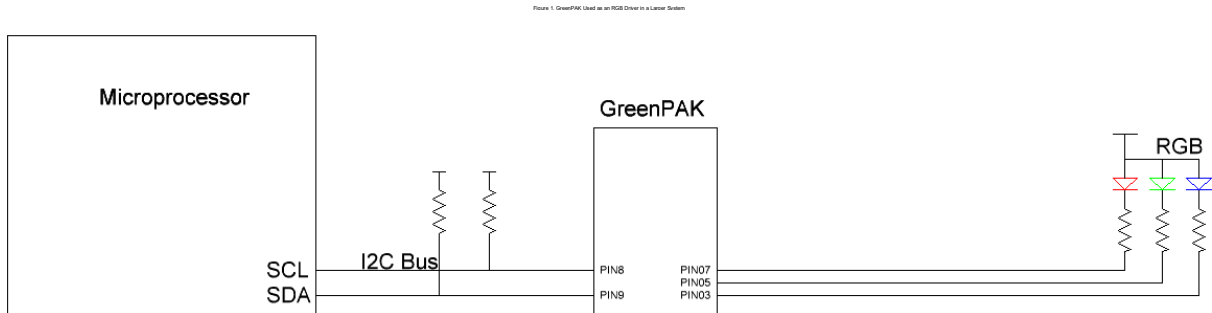 Figure 1. GreenPAK Used as an RGB Driver in a Larger System
Microprocessor
GreenPAK
RGB
I2C Bus
SCL
SDA
PIN8
PIN9
PIN07
PIN05
PIN03